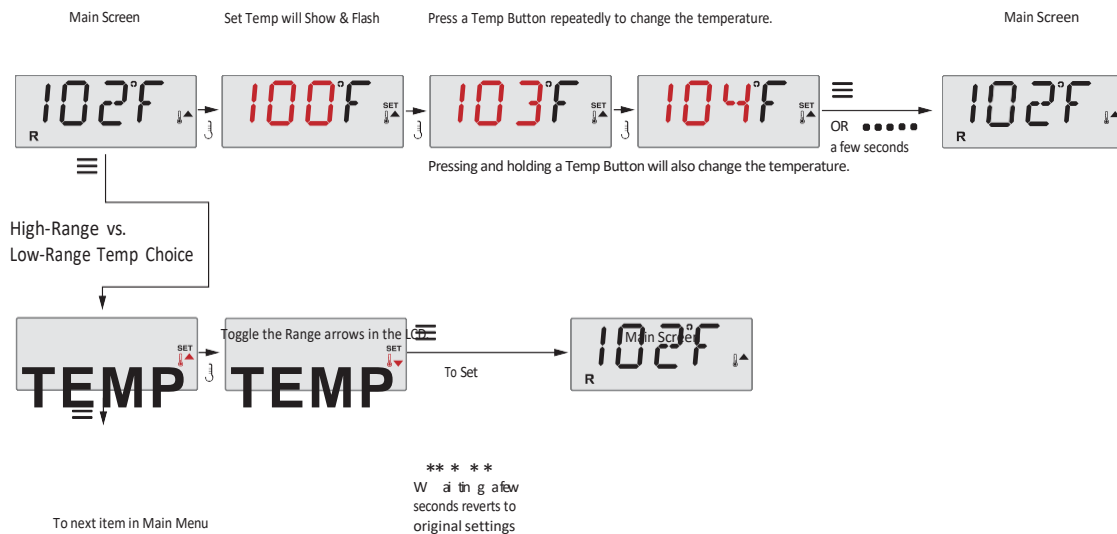 Main Screen
Set Temp will Show & Flash
Press a Temp Button repeatedly to change the temperature.
Main Screen
102°F
R
100°F
SET
103°F
SET
104°F
SET
OR
a few seconds
102°F
R
Pressing and holding a Temp Button will also change the temperature.
High-Range vs.
Low-Range Temp Choice
SET
TEMP
Toggle the Range arrows in the LCD
SET
TEMP
To Set
Main Screen
102°F
R
** * * *
W ai tin g afew
seconds reverts to
original settings
To next item in Main Menu